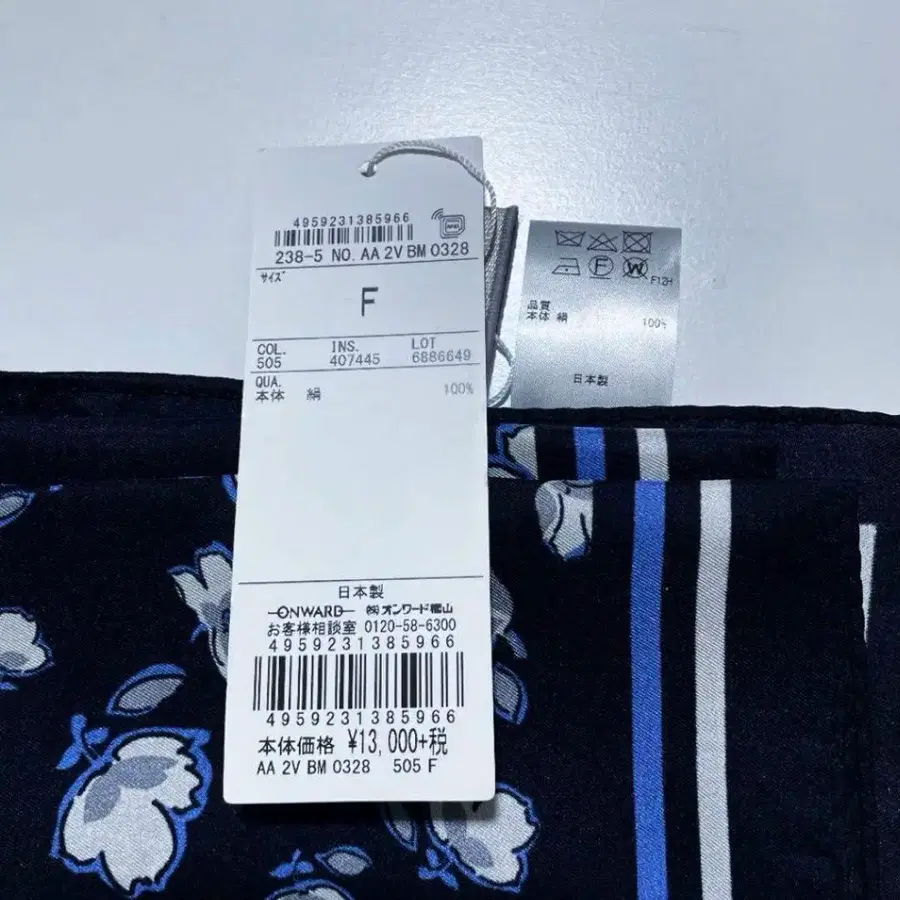 4959231385966
238-5 NO. AA 2V BM 0328
サイズ
F
COL. INS. LOT
505 407445 6886649
QUA.
本体 絹 100%
日本製
ONWARD ㈱オンワード樫山
お客様相談室 0120-58-6300
4959231385966
4959231385966
本体価格 ¥13,000+税
AA 2V BM 0328 505 F
F
W
F12H
品質
本体 絹 100%
日本製